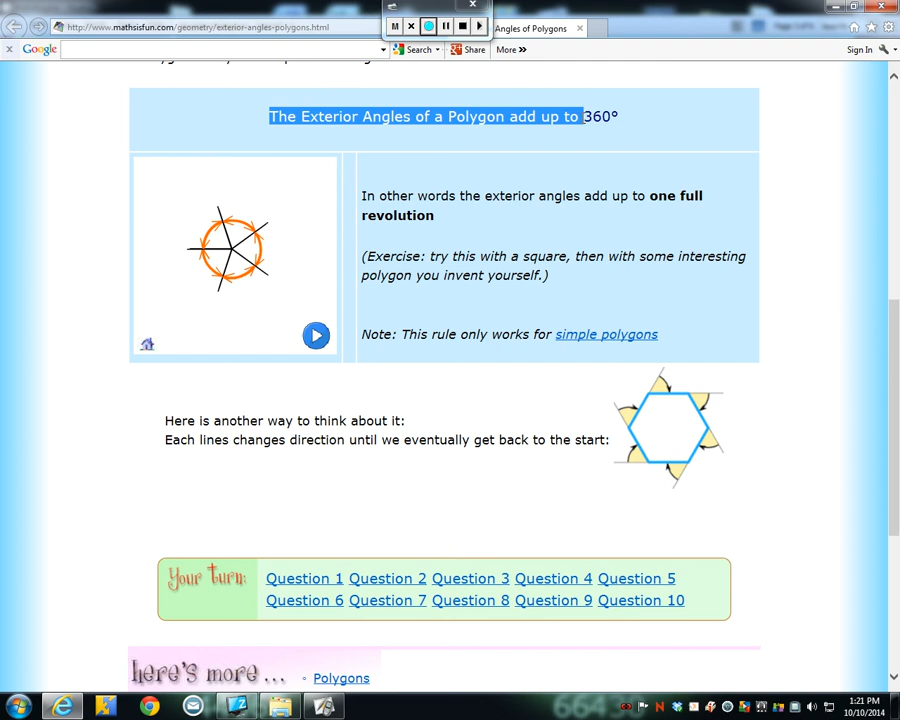 http://www.mathsisfun.com/geometry/exterior-angles-polygons.html
M
Angles of Polygons
Google
Search
Share
More »
Sign In
The Exterior Angles of a Polygon add up to 360°
In other words the exterior angles add up to one full
revolution
(Exercise: try this with a square, then with some interesting
polygon you invent yourself.)
Note: This rule only works for simple polygons
Here is another way to think about it:
Each lines changes direction until we eventually get back to the start:
Your turn:
Question 1 Question 2 Question 3 Question 4 Question 5
Question 6 Question 7 Question 8 Question 9 Question 10
here's more ...
Polygons
1:21 PM
10/10/2014